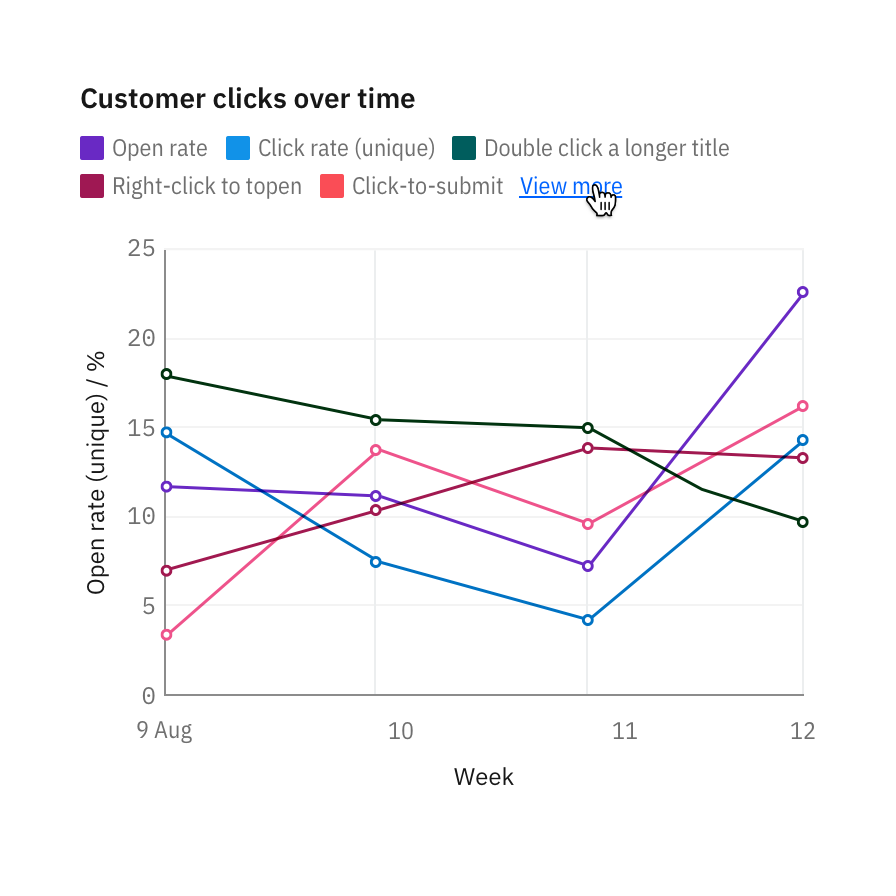 Customer clicks over time
Open rate Click rate (unique) Double click a longer title
Right-click to topen Click-to-submit View more
25
20
15
10
5
0
Open rate (unique) / %
9 Aug 10 11 12
Week